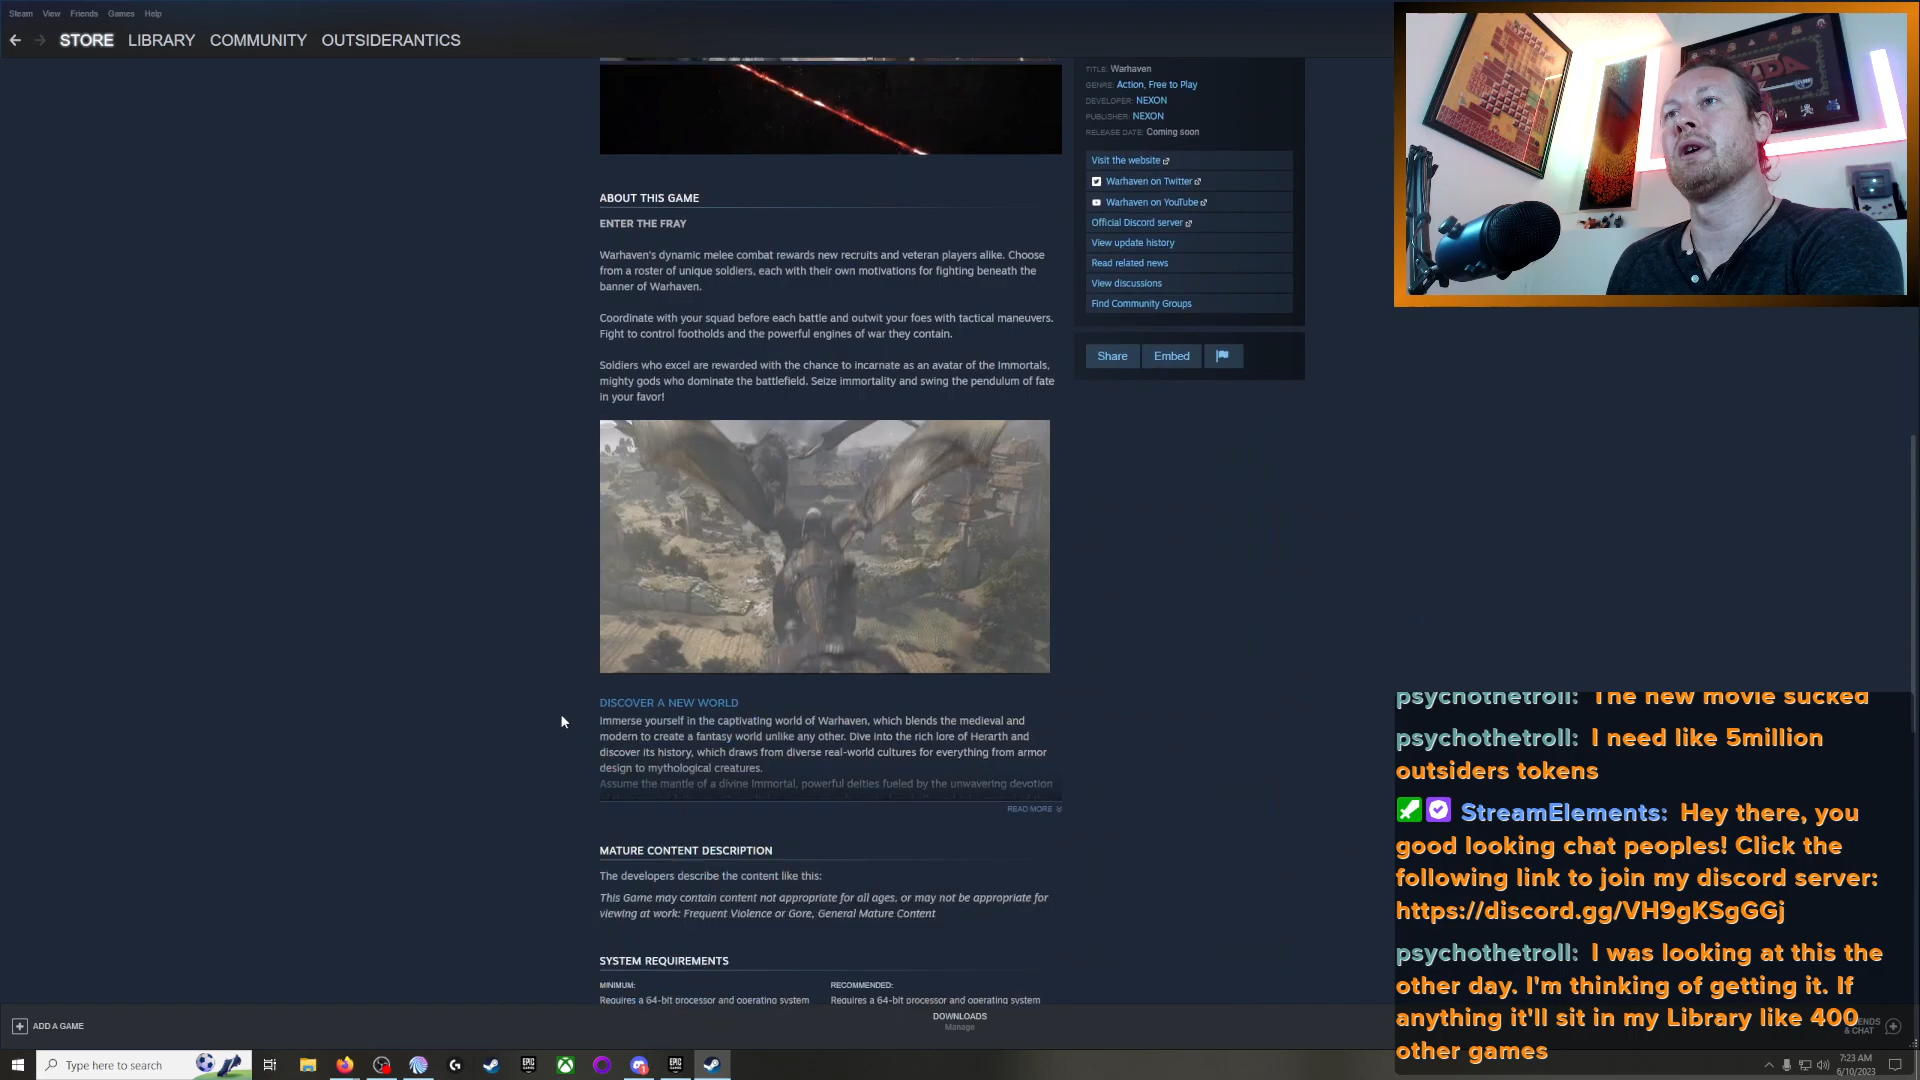 Steam View Friends Games Help
STORE LIBRARY COMMUNITY OUTSIDERANTICS
TITLE: Warhaven
GENRE: Action, Free to Play
DEVELOPER: NEXON
PUBLISHER: NEXON
RELEASE DATE: Coming soon
Visit the website
Warhaven on Twitter
Warhaven on YouTube
Official Discord server
View update history
Read related news
View discussions
Find Community Groups
Share Embed
ABOUT THIS GAME
ENTER THE FRAY
Warhaven's dynamic melee combat rewards new recruits and veteran players alike. Choose
from a roster of unique soldiers, each with their own motivations for fighting beneath the
banner of Warhaven.
Coordinate with your squad before each battle and outwit your foes with tactical maneuvers.
Fight to control footholds and the powerful engines of war they contain.
Soldiers who excel are rewarded with the chance to incarnate as an avatar of the Immortals,
mighty gods who dominate the battlefield. Seize immortality and swing the pendulum of fate
in your favor!
DISCOVER A NEW WORLD
Immerse yourself in the captivating world of Warhaven, which blends the medieval and
modern to create a fantasy world unlike any other. Dive into the rich lore of Herarth and
discover its history, which draws from diverse real-world cultures for everything from armor
design to mythological creatures.
Assume the mantle of a divine Immortal, powerful deities fueled by the unwavering devotion
READ MORE
MATURE CONTENT DESCRIPTION
The developers describe the content like this:
This Game may contain content not appropriate for all ages, or may not be appropriate for
viewing at work: Frequent Violence or Gore, General Mature Content
SYSTEM REQUIREMENTS
MINIMUM: RECOMMENDED:
Requires a 64-bit processor and operating system Requires a 64-bit processor and operating system
psychothetroll: The new movie sucked
psychothetroll: I need like 5million
outsiders tokens
StreamElements: Hey there, you
good looking chat peoples! Click the
following link to join my discord server:
https://discord.gg/VH9gKSgGGj
psychothetroll: I was looking at this the
other day. I'm thinking of getting it. If
anything it'll sit in my Library like 400
other games
ADD A GAME
DOWNLOADS
Manage
& CHAT
Type here to search
7:23 AM
6/10/2023